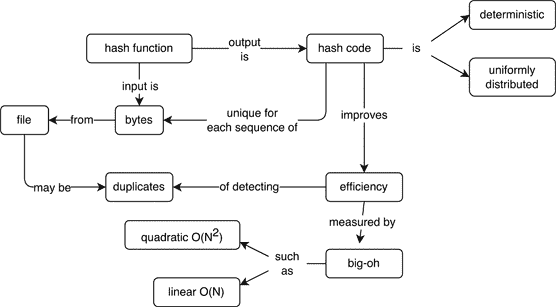 deterministic
hash function
output
is
hash code
is
uniformly
distributed
input is
file
from
bytes
unique for
each sequence of
improves
may be
duplicates
of detecting
efficiency
measured by
quadratic O(N²)
such
as
big-oh
linear O(N)